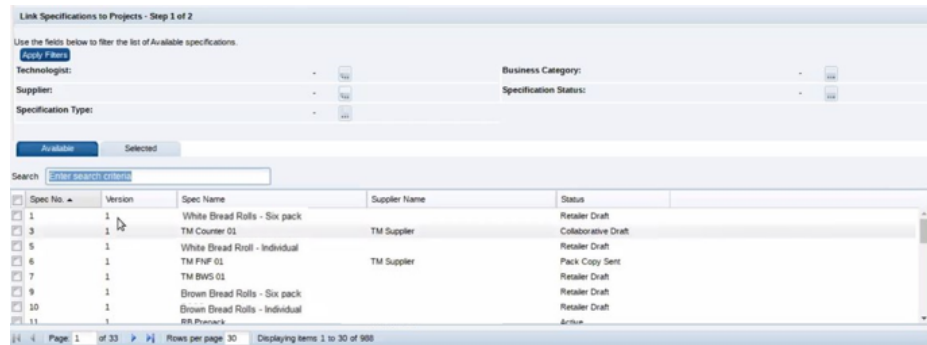 Link Specifications to Projects - Step 1 of 2
Use the fields below to filter the list of Available specifications.
Apply Filters
Technologist: - ... Business Category: - ...
Supplier: - ... Specification Status: - ...
Specification Type: - ...
Available Selected
Search Enter search criteria
Spec No. Version Spec Name Supplier Name Status
1 1 White Bread Rolls - Six pack Retailer Draft
3 1 TM Counter 01 TM Supplier Collaborative Draft
5 1 White Bread Rroll - Individual Retailer Draft
6 1 TM FNF 01 TM Supplier Pack Copy Sent
7 1 TM BWS 01 Retailer Draft
9 1 Brown Bread Rolls - Six pack Retailer Draft
10 1 Brown Bread Rolls - Individual Retailer Draft
11 1 RB Prepack Active
Page 1 of 33 Rows per page 30 Displaying items 1 to 30 of 988